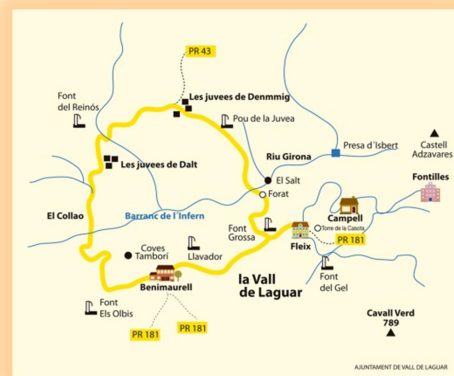 PR 43
Font
del Reinós
Les juvees de Denmmig
Pou de la Juvea
Presa d´Isbert
Castell
Adzavares
Les juvees de Dalt
Riu Girona
El Salt
Fontilles
Forat
El Collao
Barranc de l´Infern
Campell
Font
Grossa
Torre de la Casota
Fleix
PR 181
Coves
Tamborí
Llavador
Benimaurell
la Vall
de Laguar
Font
del Gel
Font
Els Olbis
PR 181
PR 181
Cavall Verd
789
AJUNTAMENT DE VALL DE LAGUAR